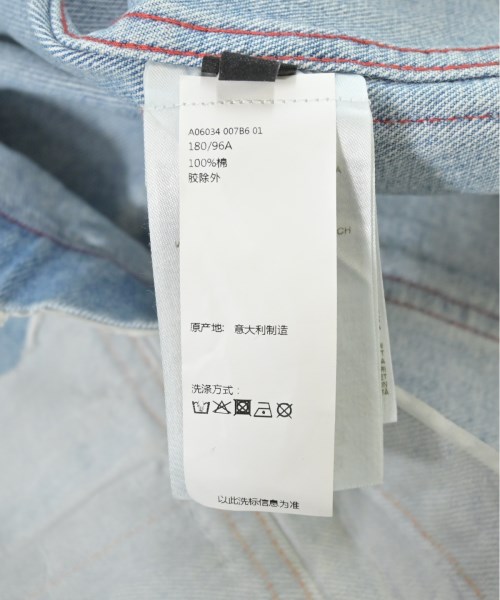 A06034 007B6 01
180/96A
100%棉
胶除外
原产地: 意大利制造
洗涤方式:
以此洗标信息为准